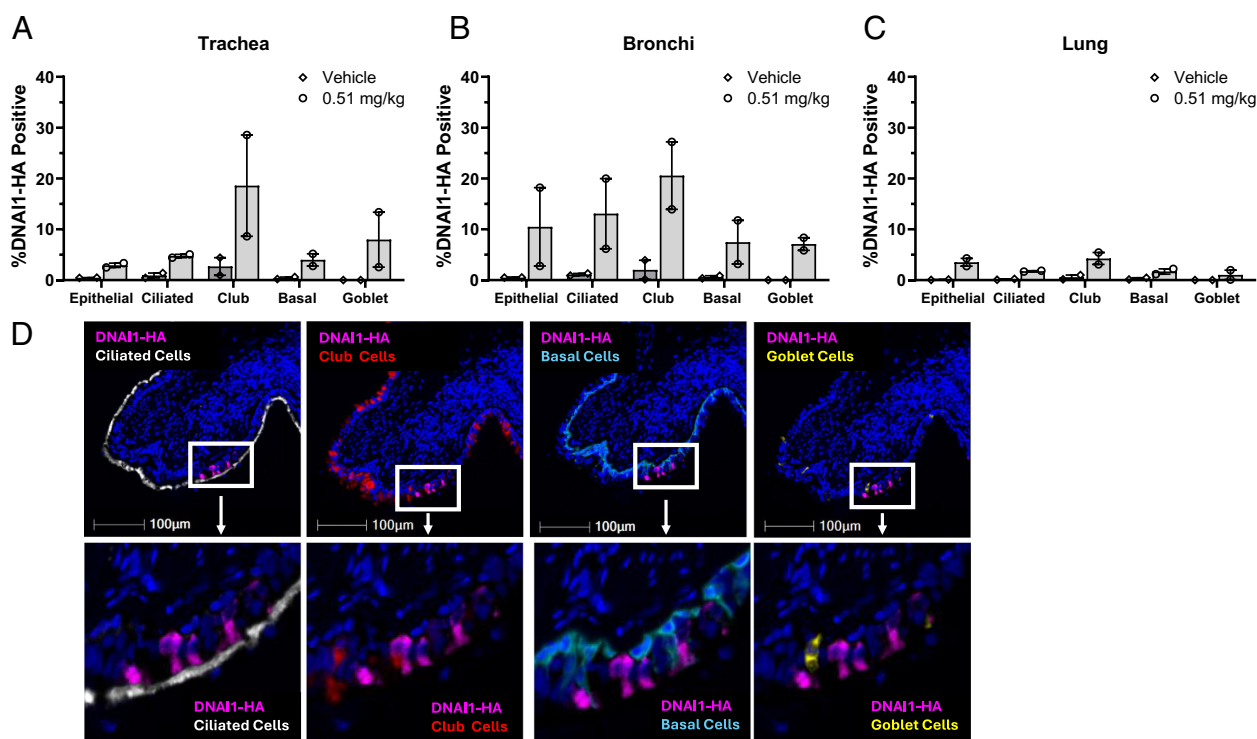 A
Trachea
%DNAI1-HA Positive
40
30
20
10
0
Vehicle
0.51 mg/kg
Epithelial Ciliated Club Basal Goblet
B
Bronchi
%DNAI1-HA Positive
40
30
20
10
0
Vehicle
0.51 mg/kg
Epithelial Ciliated Club Basal Goblet
C
Lung
%DNAI1-HA Positive
40
30
20
10
0
Vehicle
0.51 mg/kg
Epithelial Ciliated Club Basal Goblet
D
DNAI1-HA
Ciliated Cells
100µm
DNAI1-HA
Club Cells
100µm
DNAI1-HA
Basal Cells
100µm
DNAI1-HA
Goblet Cells
100µm
DNAI1-HA
Ciliated Cells
DNAI1-HA
Club Cells
DNAI1-HA
Basal Cells
DNAI1-HA
Goblet Cells